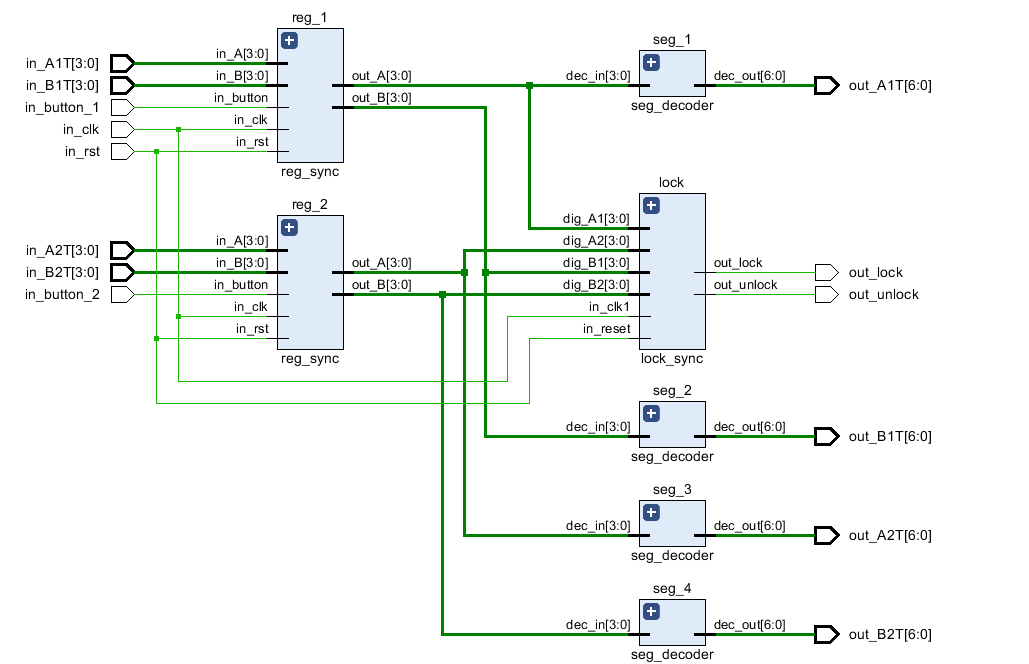 reg_1
in_A1T[3:0]
in_B1T[3:0]
in_button_1
in_clk
in_rst
in_A[3:0]
in_B[3:0]
in_button
in_clk
in_rst
out_A[3:0]
out_B[3:0]
reg_sync
seg_1
dec_in[3:0]
dec_out[6:0]
out_A1T[6:0]
seg_decoder
reg_2
in_A2T[3:0]
in_B2T[3:0]
in_button_2
in_A[3:0]
in_B[3:0]
in_button
in_clk
in_rst
out_A[3:0]
out_B[3:0]
reg_sync
lock
dig_A1[3:0]
dig_A2[3:0]
dig_B1[3:0]
dig_B2[3:0]
in_clk1
in_reset
out_lock
out_unlock
out_lock
out_unlock
lock_sync
seg_2
dec_in[3:0]
dec_out[6:0]
out_B1T[6:0]
seg_decoder
seg_3
dec_in[3:0]
dec_out[6:0]
out_A2T[6:0]
seg_decoder
seg_4
dec_in[3:0]
dec_out[6:0]
out_B2T[6:0]
seg_decoder